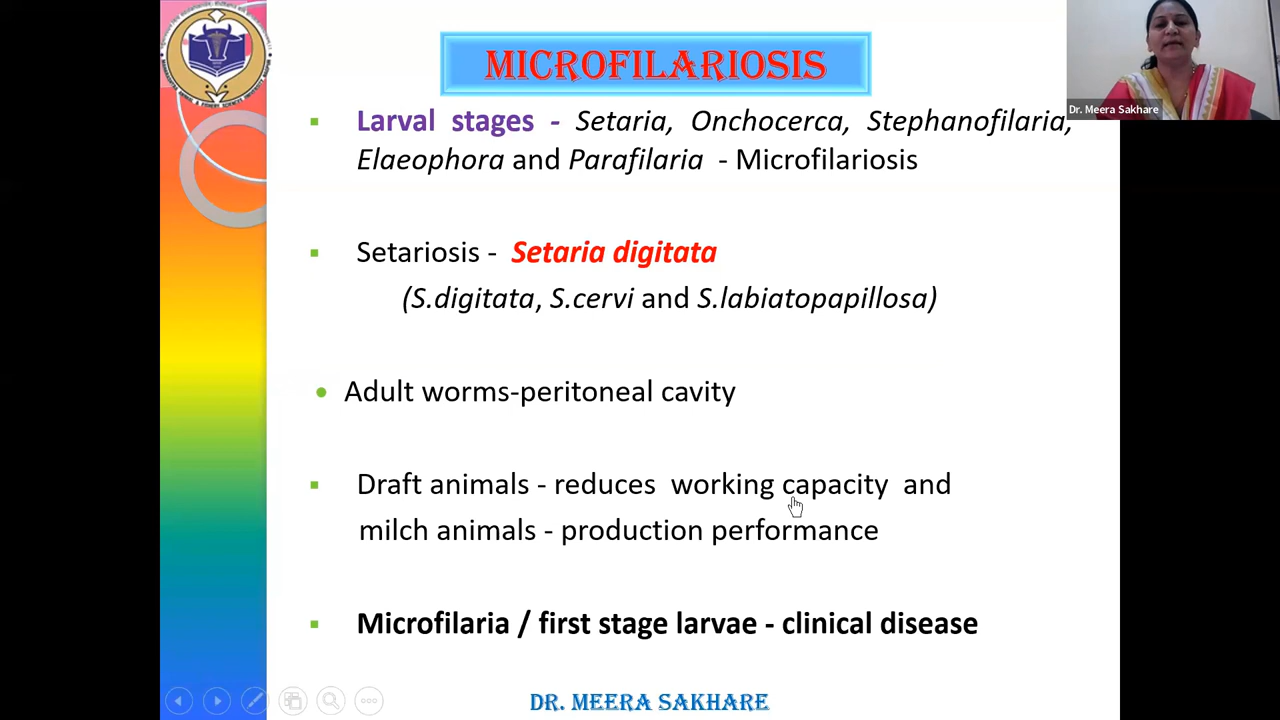 MICROFILARIOSIS
Dr. Meera Sakhare
Larval stages - Setaria, Onchocerca, Stephanofilaria,
Elaeophora and Parafilaria - Microfilariosis
Setariosis - Setaria digitata
(S.digitata, S.cervi and S.labiatopapillosa)
Adult worms-peritoneal cavity
Draft animals - reduces working capacity and
milch animals - production performance
Microfilaria / first stage larvae - clinical disease
DR. MEERA SAKHARE